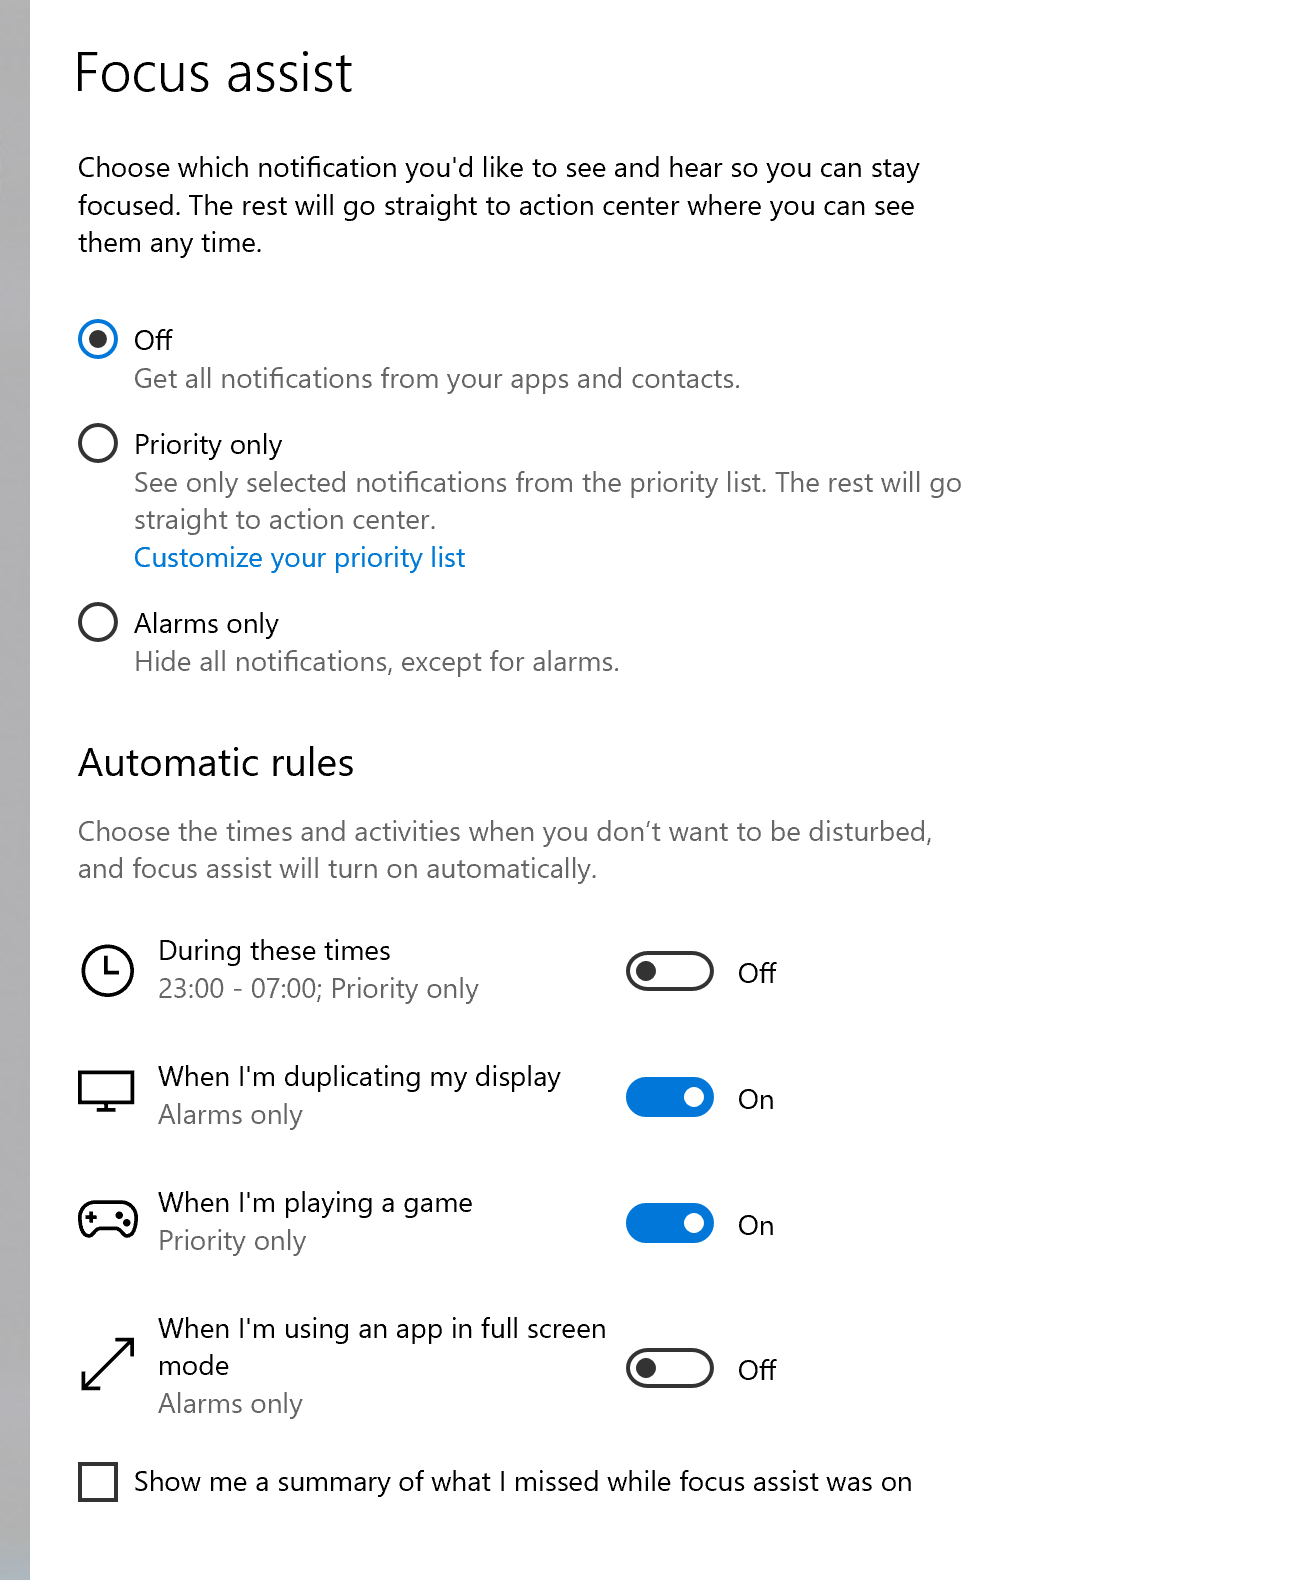 Focus assist
Choose which notification you'd like to see and hear so you can stay
focused. The rest will go straight to action center where you can see
them any time.
Off
Get all notifications from your apps and contacts.
Priority only
See only selected notifications from the priority list. The rest will go
straight to action center.
Customize your priority list
Alarms only
Hide all notifications, except for alarms.
Automatic rules
Choose the times and activities when you don’t want to be disturbed,
and focus assist will turn on automatically.
During these times
23:00 - 07:00; Priority only
Off
When I'm duplicating my display
Alarms only
On
When I'm playing a game
Priority only
On
When I'm using an app in full screen
mode
Alarms only
Off
Show me a summary of what I missed while focus assist was on